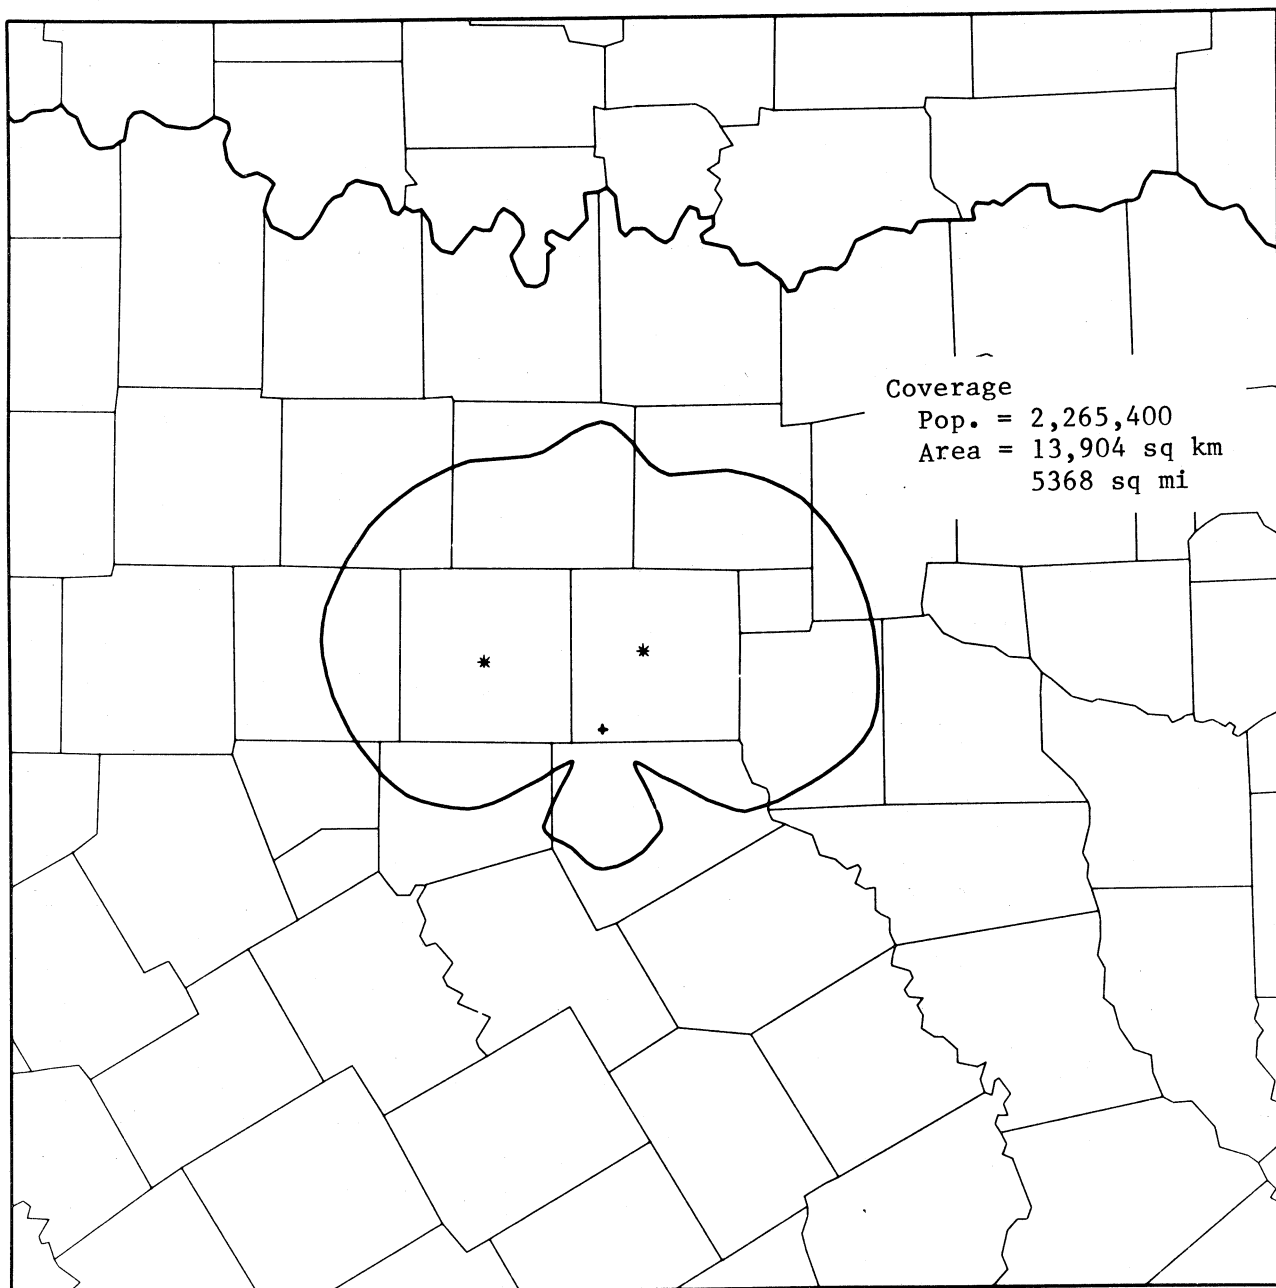 Coverage
Pop. = 2,265,400
Area = 13,904 sq km
5368 sq mi